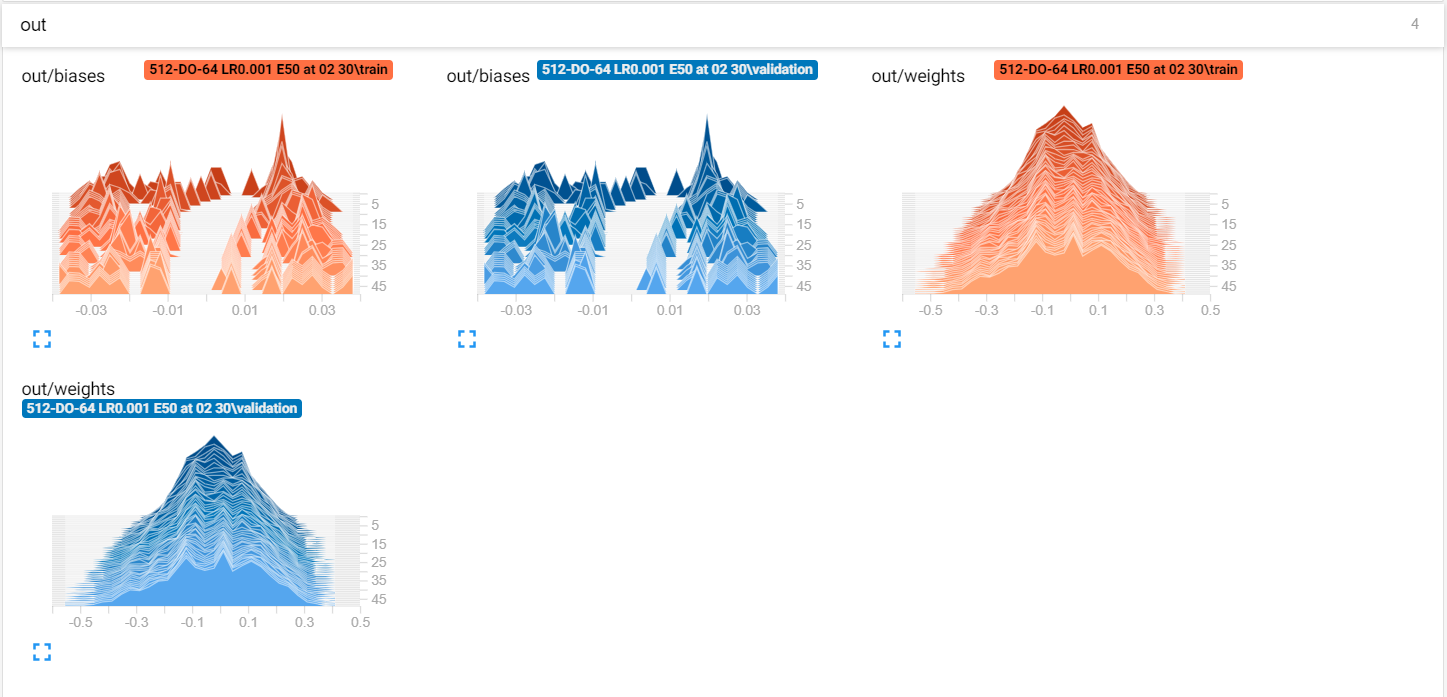 out 4
out/biases 512-DO-64 LR0.001 E50 at 02 30\train
5
15
25
35
45
-0.03 -0.01 0.01 0.03
out/biases 512-DO-64 LR0.001 E50 at 02 30\validation
5
15
25
35
45
-0.03 -0.01 0.01 0.03
out/weights 512-DO-64 LR0.001 E50 at 02 30\train
5
15
25
35
45
-0.5 -0.3 -0.1 0.1 0.3 0.5
out/weights
512-DO-64 LR0.001 E50 at 02 30\validation
5
15
25
35
45
-0.5 -0.3 -0.1 0.1 0.3 0.5